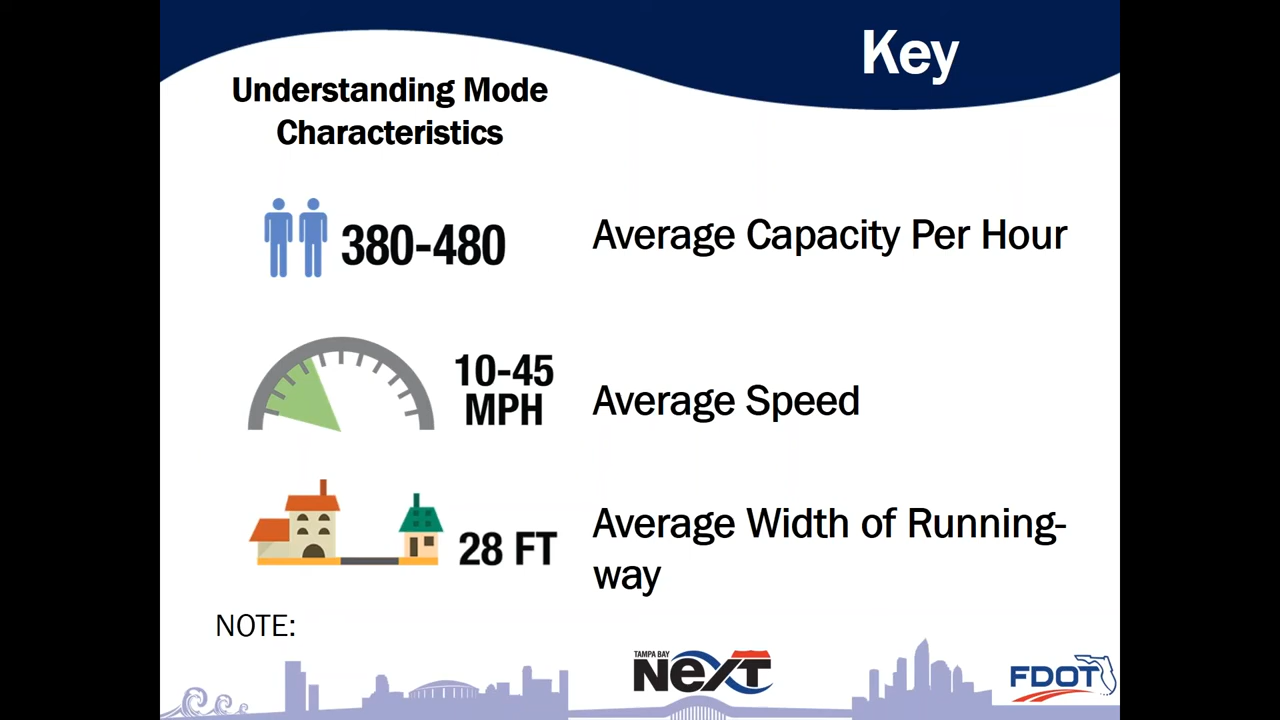 Key
Understanding Mode
Characteristics
380-480
Average Capacity Per Hour
10-45
MPH
Average Speed
28 FT
Average Width of Running-
way
NOTE:
TAMPA BAY
NEXT
FDOT